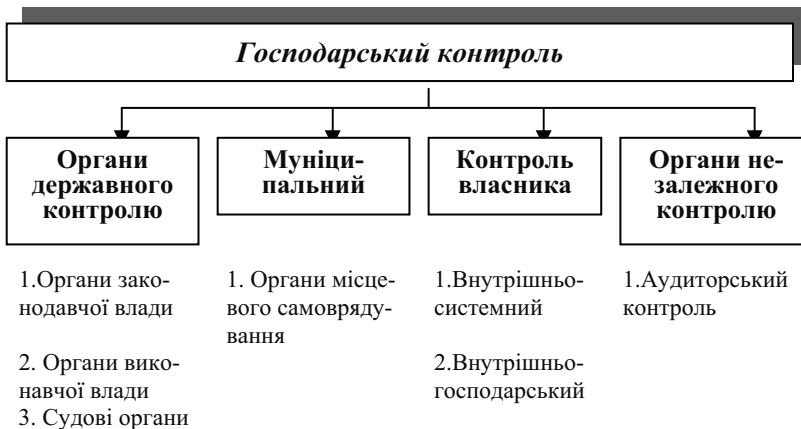 Господарський контроль
Органи
державного
контролю
Муніци-
пальний
Контроль
власника
Органи не-
залежного
контролю
1.Органи зако-
нодавчої влади
2. Органи вико-
навчої влади
3. Судові органи
1. Органи місце-
вого самовряду-
вання
1.Внутрішньо-
системний
2.Внутрішньо-
господарський
1.Аудиторський
контроль